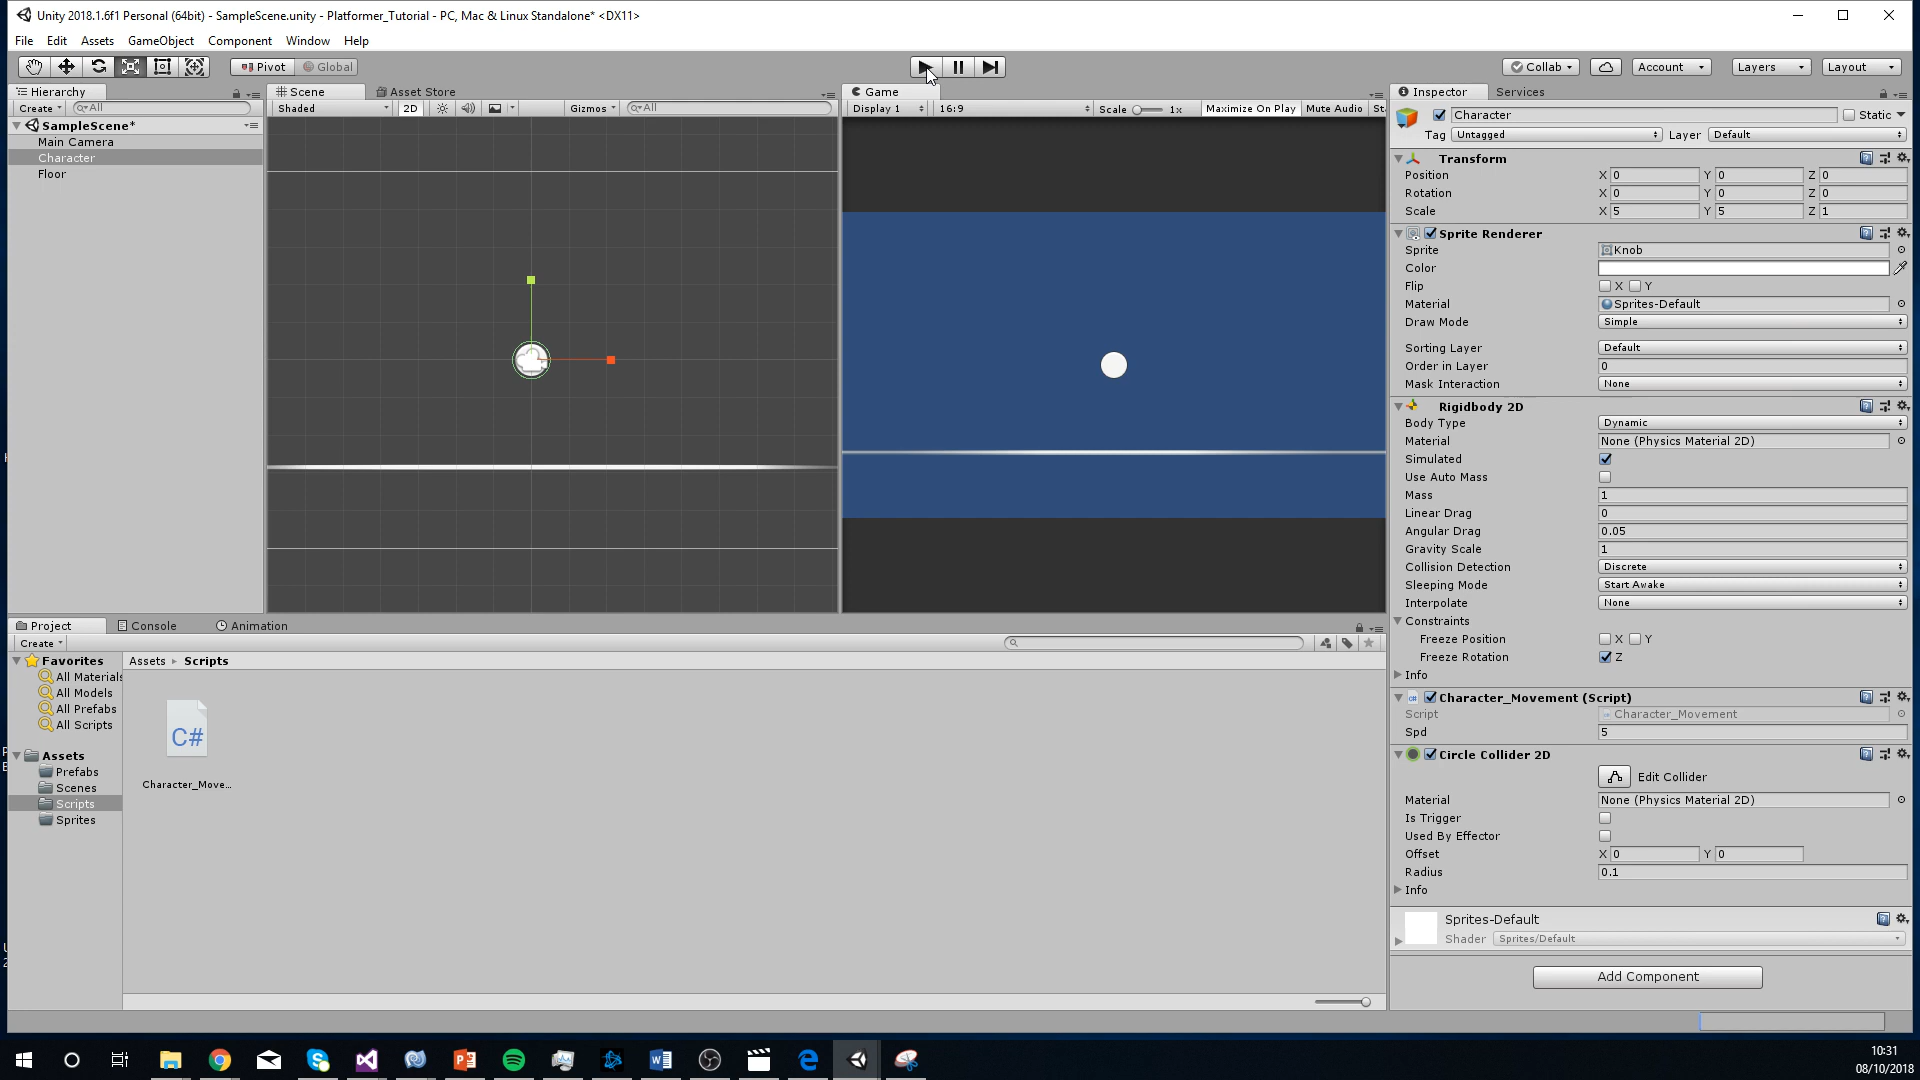 Unity 2018.1.6f1 Personal (64bit) - SampleScene.unity - Platformer_Tutorial - PC, Mac & Linux Standalone* <DX11>
File Edit Assets GameObject Component Window Help
Pivot Global Collab Account Layers Layout
Hierarchy Scene Asset Store Game Inspector Services
Create All Shaded 2D Gizmos All Display 1 16:9 Scale 1x Maximize On Play Mute Audio St
SampleScene*
Main Camera
Character
Floor
Character Static
Tag Untagged Layer Default
Transform
Position X 0 Y 0 Z 0
Rotation X 0 Y 0 Z 0
Scale X 5 Y 5 Z 1
Sprite Renderer
Sprite Knob
Color
Flip X Y
Material Sprites-Default
Draw Mode Simple
Sorting Layer Default
Order in Layer 0
Mask Interaction None
Rigidbody 2D
Body Type Dynamic
Material None (Physics Material 2D)
Simulated
Use Auto Mass
Mass 1
Linear Drag 0
Angular Drag 0.05
Gravity Scale 1
Collision Detection Discrete
Sleeping Mode Start Awake
Interpolate None
Constraints
Freeze Position X Y
Freeze Rotation Z
Info
Character_Movement (Script)
Script Character_Movement
Spd 5
Circle Collider 2D
Edit Collider
Material None (Physics Material 2D)
Is Trigger
Used By Effector
Offset X 0 Y 0
Radius 0.1
Info
Sprites-Default
Shader Sprites/Default
Add Component
Project Console Animation
Create
Favorites
All Materials
All Models
All Prefabs
All Scripts
Assets
Prefabs
Scenes
Scripts
Sprites
Assets Scripts
C#
Character_Move...
10:31
08/10/2018